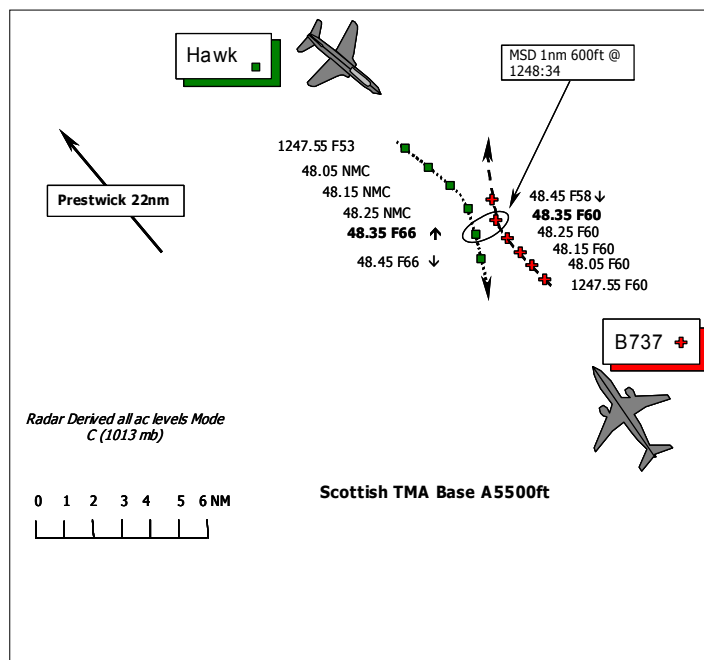 Hawk
MSD 1nm 600ft @
1248:34
1247.55 F53
48.05 NMC
48.15 NMC
48.25 NMC
48.35 F66
48.45 F66
Prestwick 22nm
48.45 F58
48.35 F60
48.25 F60
48.15 F60
48.05 F60
1247.55 F60
B737
Radar Derived all ac levels Mode
C (1013 mb)
0 1 2 3 4 5 6 NM
Scottish TMA Base A5500ft